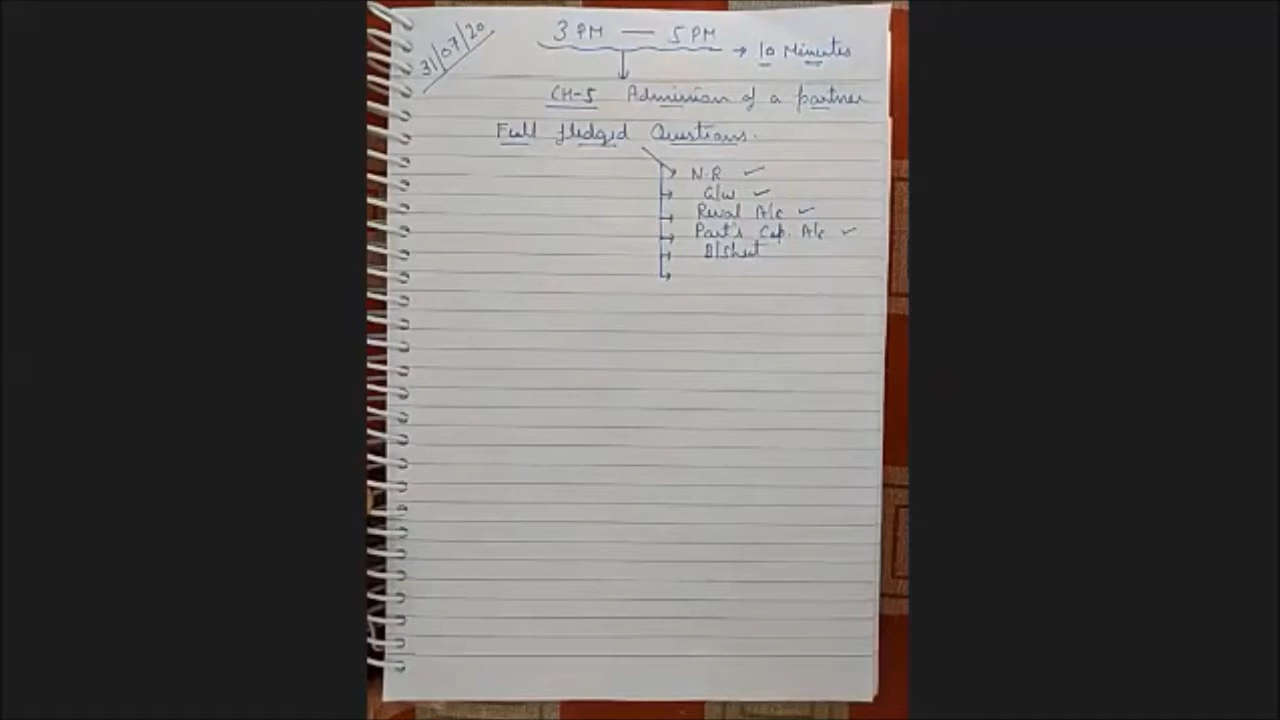 31/07/20
3 PM — 5 PM → 10 Minutes
CH-5 Admission of a partner
Full fledged Questions.
N.R ✓
G/w ✓
Reval A/c ✓
Part's Cap. A/c ✓
B/Sheet